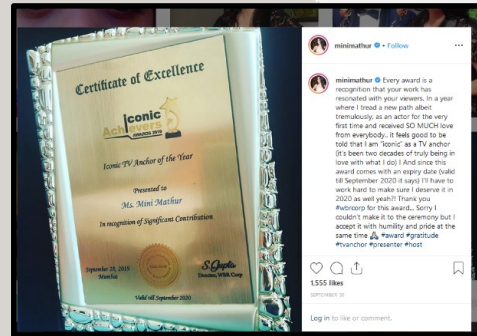 Certificate of Excellence
Iconic
Achievers
AWARDS 2019
Iconic TV Anchor of the Year
Presented to
Ms. Mini Mathur
In recognition of Significant Contribution
September 28, 2019
Mumbai
S.Gupta
Director, WBR Corp
Valid till September 2020
minimathur • Follow
minimathur Every award is a
recognition that your work has
resonated with your viewers. In a year
where I tread a new path albeit
tremulously, as an actor for the very
first time and received SO MUCH love
from everybody.. it feels good to be
told that I am "iconic" as a TV anchor
(it's been two decades of truly being in
love with what I do) ! And since this
award comes with an expiry date (valid
till September 2020 it says) I'll have to
work hard to make sure I deserve it in
2020 as well yeah?! Thank you
#wbrcorp for this award... Sorry I
couldn't make it to the ceremony but I
accept it with humility and pride at the
same time 🙏 #award #gratitude
#tvanchor #presenter #host
1,555 likes
SEPTEMBER 30
Log in to like or comment.